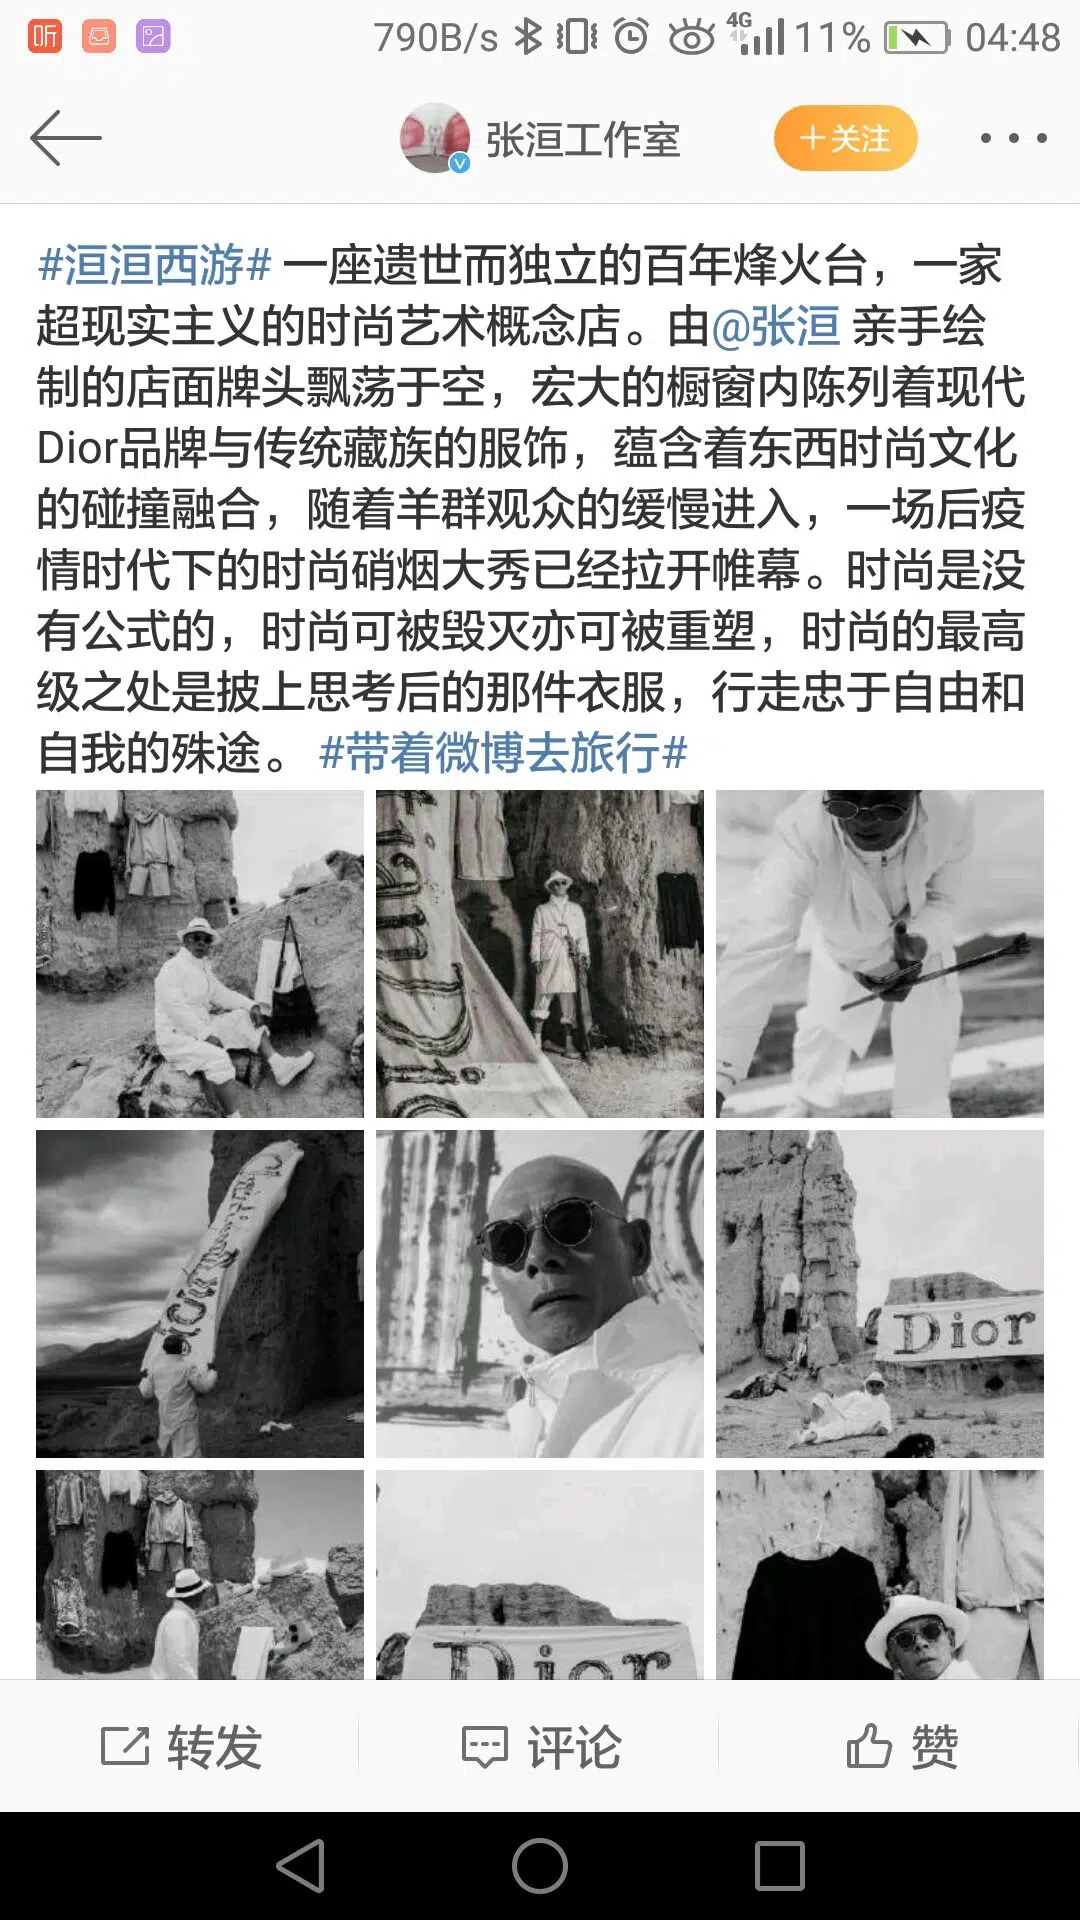 听
790B/s 4G 11% 04:48
张洹工作室
＋关注
#洹洹西游# 一座遗世而独立的百年烽火台，一家
超现实主义的时尚艺术概念店。由@张洹 亲手绘
制的店面牌头飘荡于空，宏大的橱窗内陈列着现代
Dior品牌与传统藏族的服饰，蕴含着东西时尚文化
的碰撞融合，随着羊群观众的缓慢进入，一场后疫
情时代下的时尚硝烟大秀已经拉开帷幕。时尚是没
有公式的，时尚可被毁灭亦可被重塑，时尚的最高
级之处是披上思考后的那件衣服，行走忠于自由和
自我的殊途。 #带着微博去旅行#
Dior
Dior
转发
评论
赞